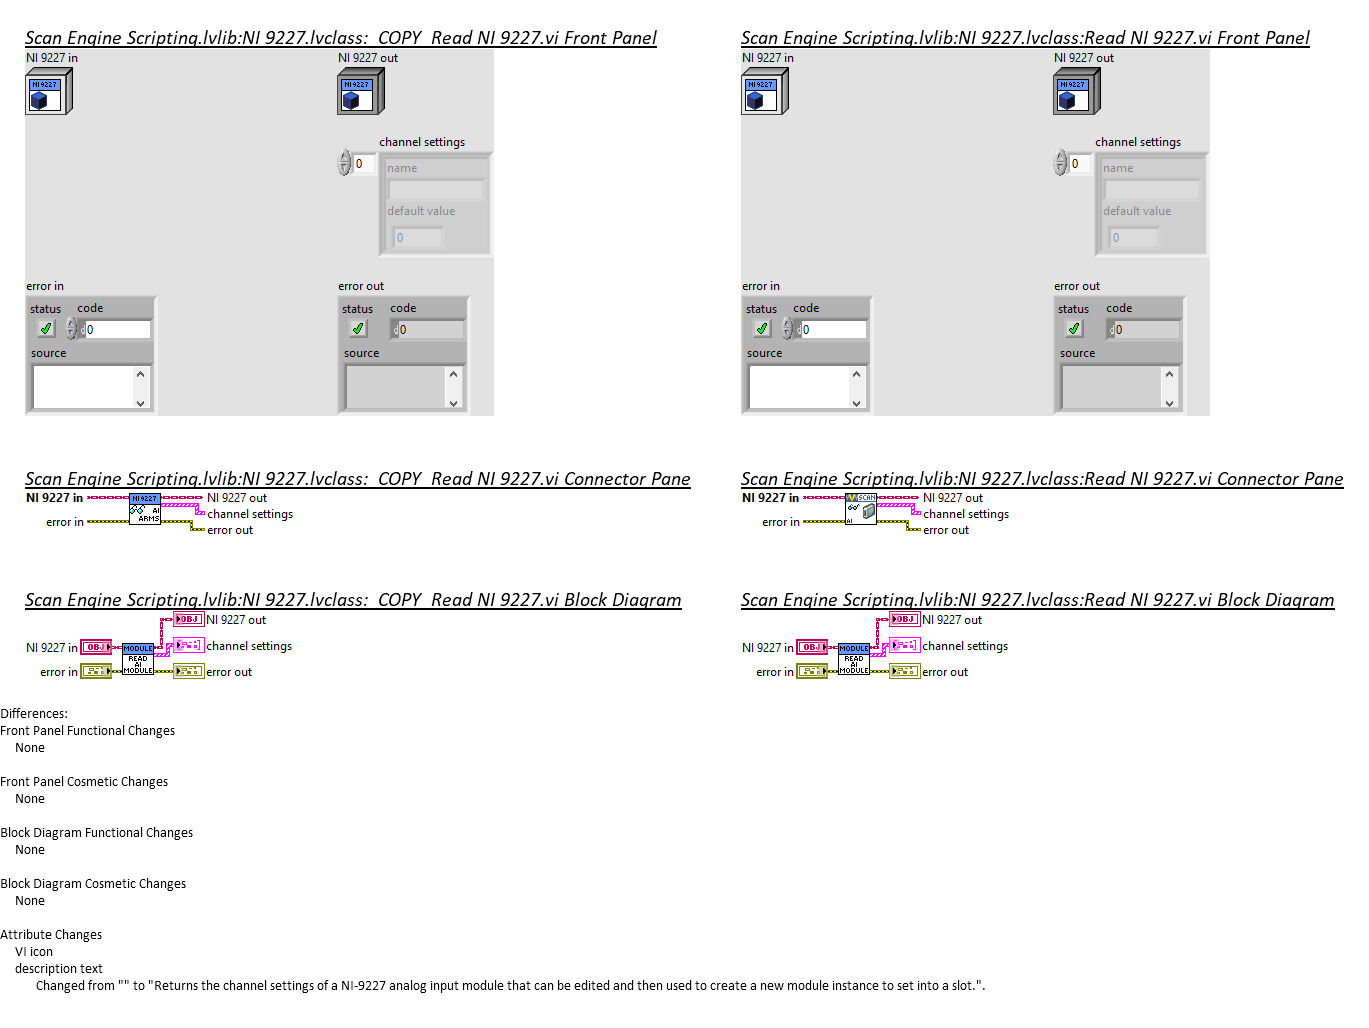 Scan Engine Scripting.lvlib:NI 9227.lvclass:  COPY  Read NI 9227.vi Front Panel
NI 9227 in
NI 9227 out
NI 9227
NI 9227
channel settings
0
name
default value
0
error in
error out
status
code
status
code
d
0
d
0
source
source
Scan Engine Scripting.lvlib:NI 9227.lvclass:Read NI 9227.vi Front Panel
NI 9227 in
NI 9227 out
NI 9227
NI 9227
channel settings
0
name
default value
0
error in
error out
status
code
status
code
d
0
d
0
source
source
Scan Engine Scripting.lvlib:NI 9227.lvclass:  COPY  Read NI 9227.vi Connector Pane
NI 9227 in
NI 9227
AI
ARMS
NI 9227 out
channel settings
error in
error out
Scan Engine Scripting.lvlib:NI 9227.lvclass:Read NI 9227.vi Connector Pane
NI 9227 in
SCAN
AI
NI 9227 out
channel settings
error in
error out
Scan Engine Scripting.lvlib:NI 9227.lvclass:  COPY  Read NI 9227.vi Block Diagram
OBJ
NI 9227 out
NI 9227 in
OBJ
MODULE
READ
AI
MODULE
channel settings
error in
error out
Scan Engine Scripting.lvlib:NI 9227.lvclass:Read NI 9227.vi Block Diagram
OBJ
NI 9227 out
NI 9227 in
OBJ
MODULE
READ
AI
MODULE
channel settings
error in
error out
Differences:
Front Panel Functional Changes
None
Front Panel Cosmetic Changes
None
Block Diagram Functional Changes
None
Block Diagram Cosmetic Changes
None
Attribute Changes
VI icon
description text
Changed from "" to "Returns the channel settings of a NI-9227 analog input module that can be edited and then used to create a new module instance to set into a slot.".